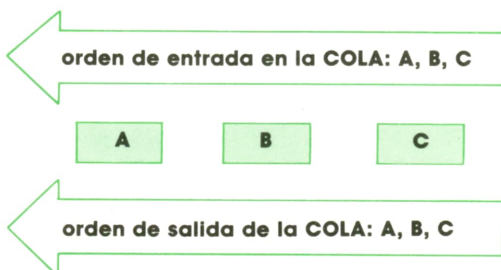 orden de entrada en la COLA: A, B, C
A B C
orden de salida de la COLA: A, B, C